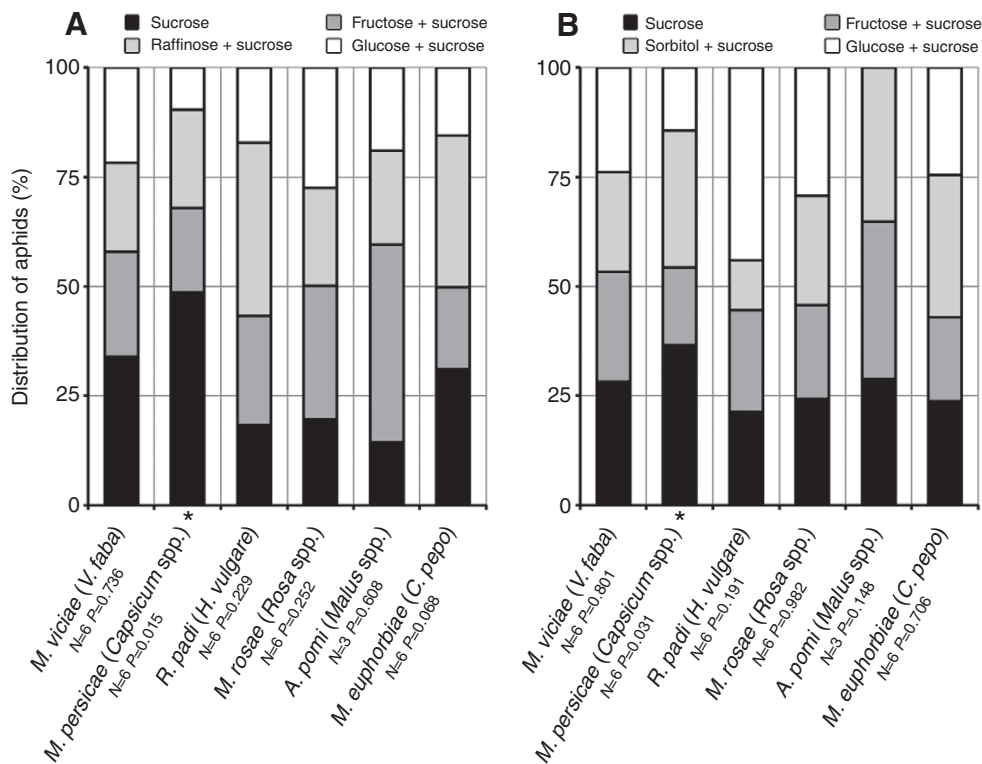 A
Sucrose
Fructose + sucrose
Raffinose + sucrose
Glucose + sucrose
Distribution of aphids (%)
100
75
50
25
0
M. viciae (V. faba)
N=6 P=0.736
M. persicae (Capsicum spp.) *
N=6 P=0.015
R. padi (H. vulgare)
N=6 P=0.229
M. rosae (Rosa spp.)
N=6 P=0.252
A. pomi (Malus spp.)
N=3 P=0.608
M. euphorbiae (C. pepo)
N=6 P=0.068
B
Sucrose
Fructose + sucrose
Sorbitol + sucrose
Glucose + sucrose
100
75
50
25
0
M. viciae (V. faba)
N=6 P=0.801
M. persicae (Capsicum spp.) *
N=6 P=0.031
R. padi (H. vulgare)
N=6 P=0.191
M. rosae (Rosa spp.)
N=6 P=0.982
A. pomi (Malus spp.)
N=3 P=0.148
M. euphorbiae (C. pepo)
N=6 P=0.706